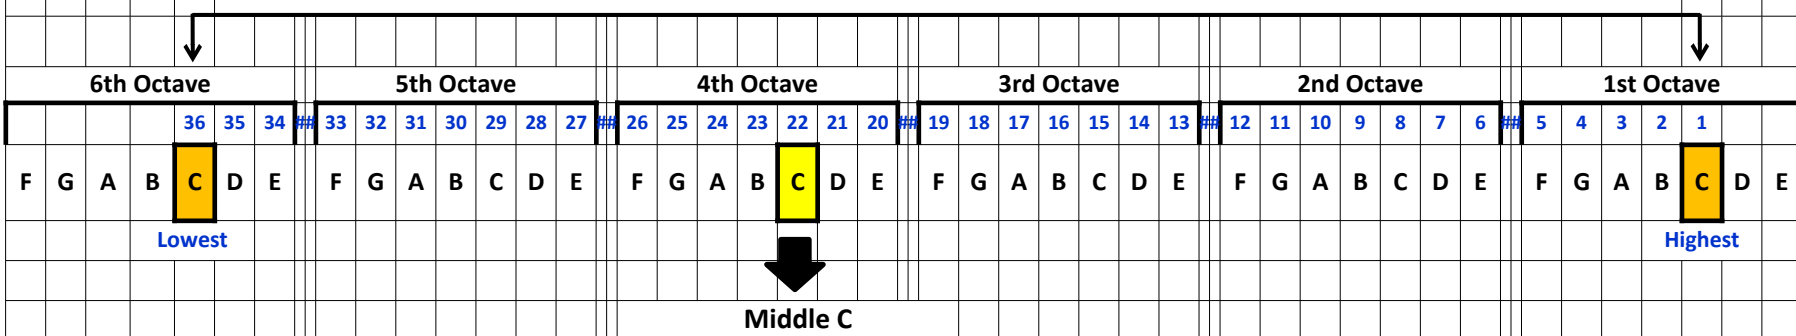 6th Octave 5th Octave 4th Octave 3rd Octave 2nd Octave 1st Octave
36 35 34 ## 33 32 31 30 29 28 27 ## 26 25 24 23 22 21 20 ## 19 18 17 16 15 14 13 ## 12 11 10 9 8 7 6 ## 5 4 3 2 1
F G A B C D E F G A B C D E F G A B C D E F G A B C D E F G A B C D E F G A B C D E
Lowest Highest
Middle C